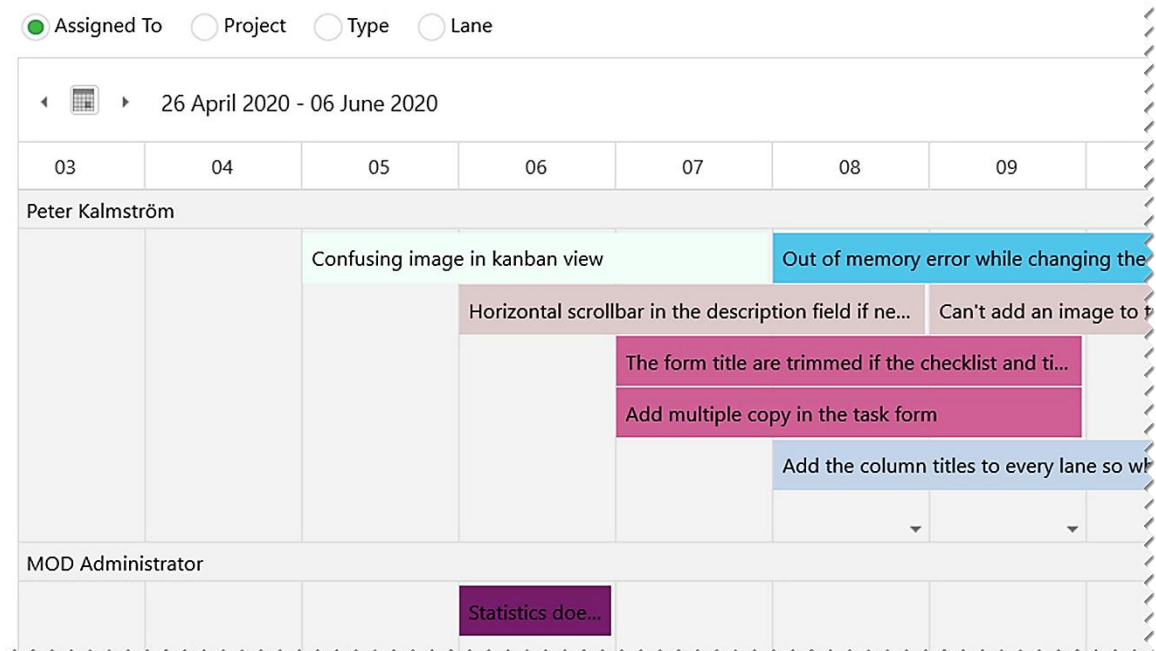 Assigned To Project Type Lane
26 April 2020 - 06 June 2020
03 04 05 06 07 08 09
Peter Kalmström
Confusing image in kanban view Out of memory error while changing the
Horizontal scrollbar in the description field if ne... Can't add an image to
The form title are trimmed if the checklist and ti...
Add multiple copy in the task form
Add the column titles to every lane so
MOD Administrator
Statistics doe...